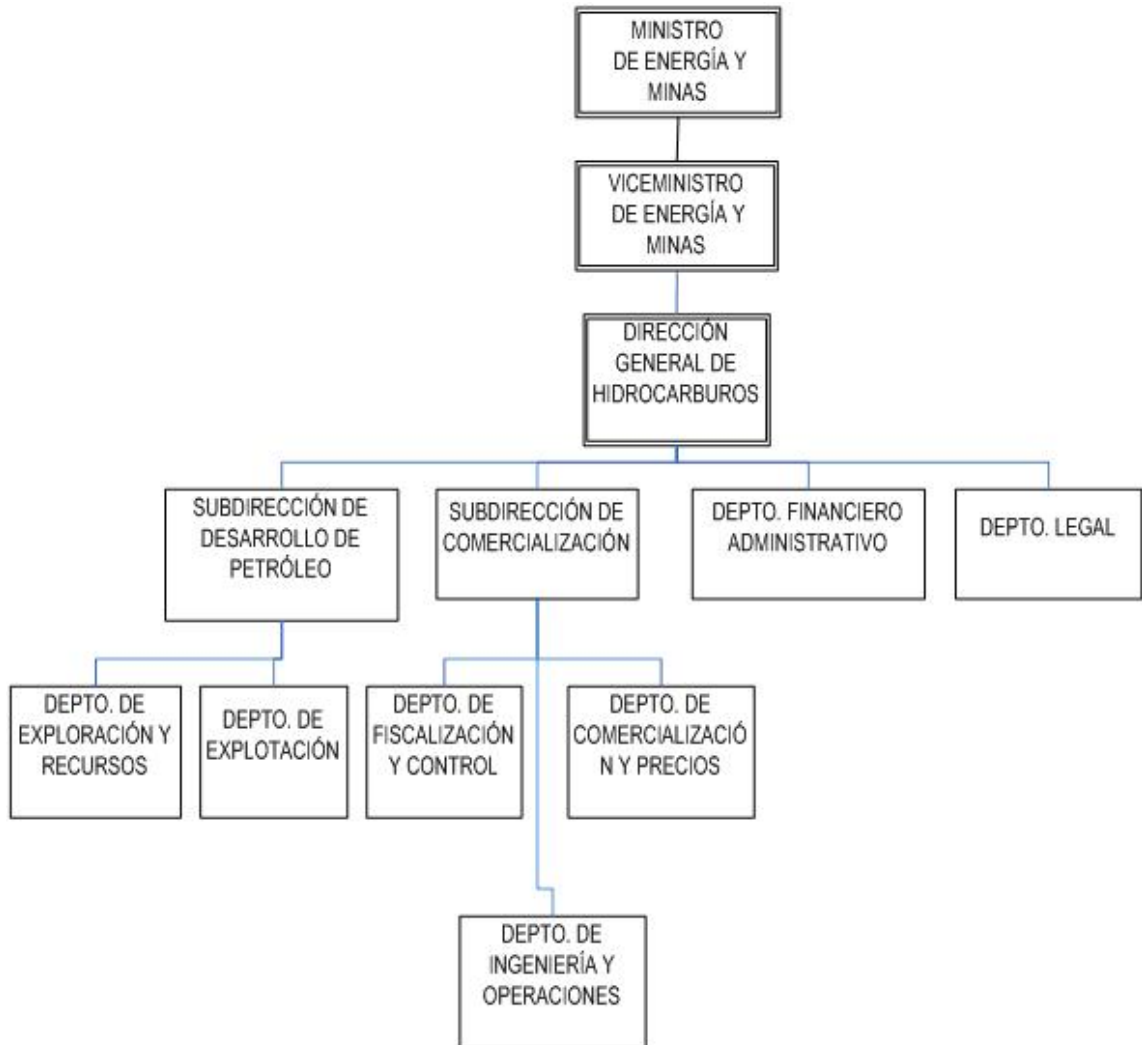 MINISTRO
DE ENERGÍA Y
MINAS
VICEMINISTRO
DE ENERGÍA Y
MINAS
DIRECCIÓN
GENERAL DE
HIDROCARBUROS
SUBDIRECCIÓN DE
DESARROLLO DE
PETRÓLEO
SUBDIRECCIÓN DE
COMERCIALIZACIÓN
DEPTO. FINANCIERO
ADMINISTRATIVO
DEPTO. LEGAL
DEPTO. DE
EXPLORACIÓN Y
RECURSOS
DEPTO. DE
EXPLOTACIÓN
DEPTO. DE
FISCALIZACIÓN
Y CONTROL
DEPTO. DE
COMERCIALIZACIÓ
N Y PRECIOS
DEPTO. DE
INGENIERÍA Y
OPERACIONES